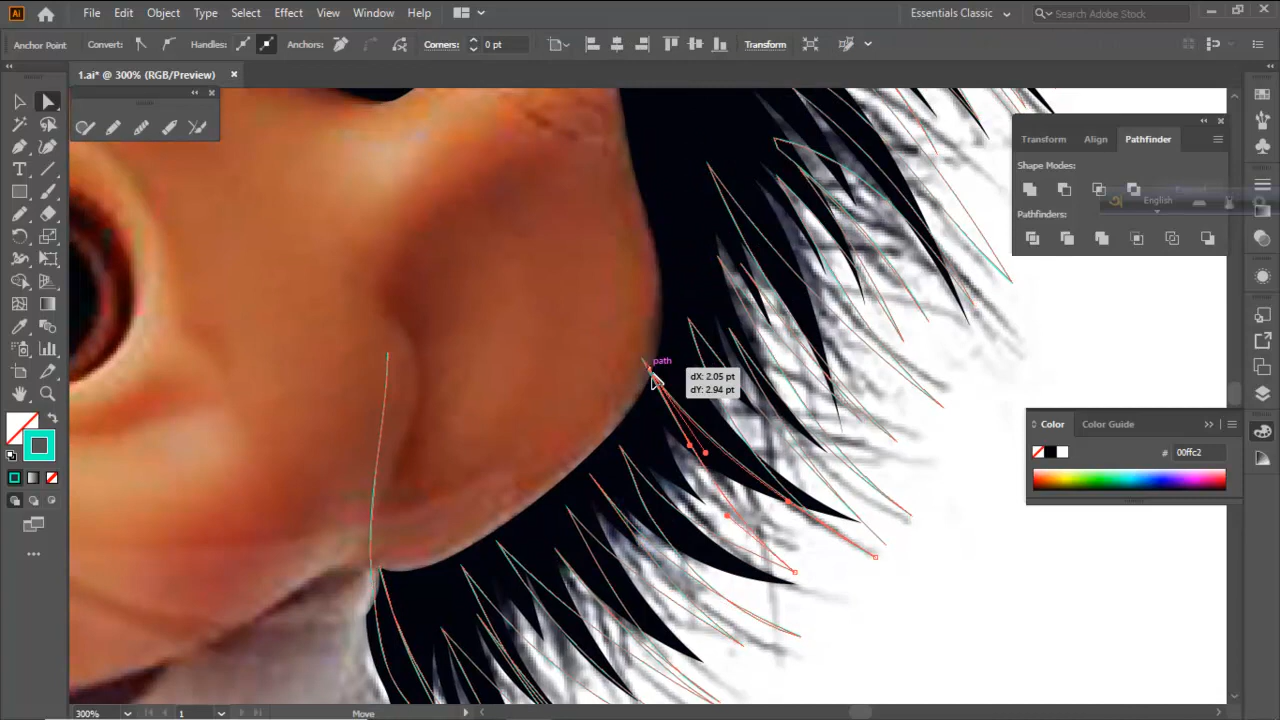 Ai File Edit Object Type Select Effect View Window Help Essentials Classic Search Adobe Stock
Anchor Point Convert: Handles: Anchors: Corners: 0 pt Transform
1.ai* @ 300% (RGB/Preview)
Transform Align Pathfinder
Shape Modes:
English
Pathfinders:
path
dX: 2.05 pt
dY: 2.94 pt
Color Color Guide
# 00ffc2
300% 1 Move